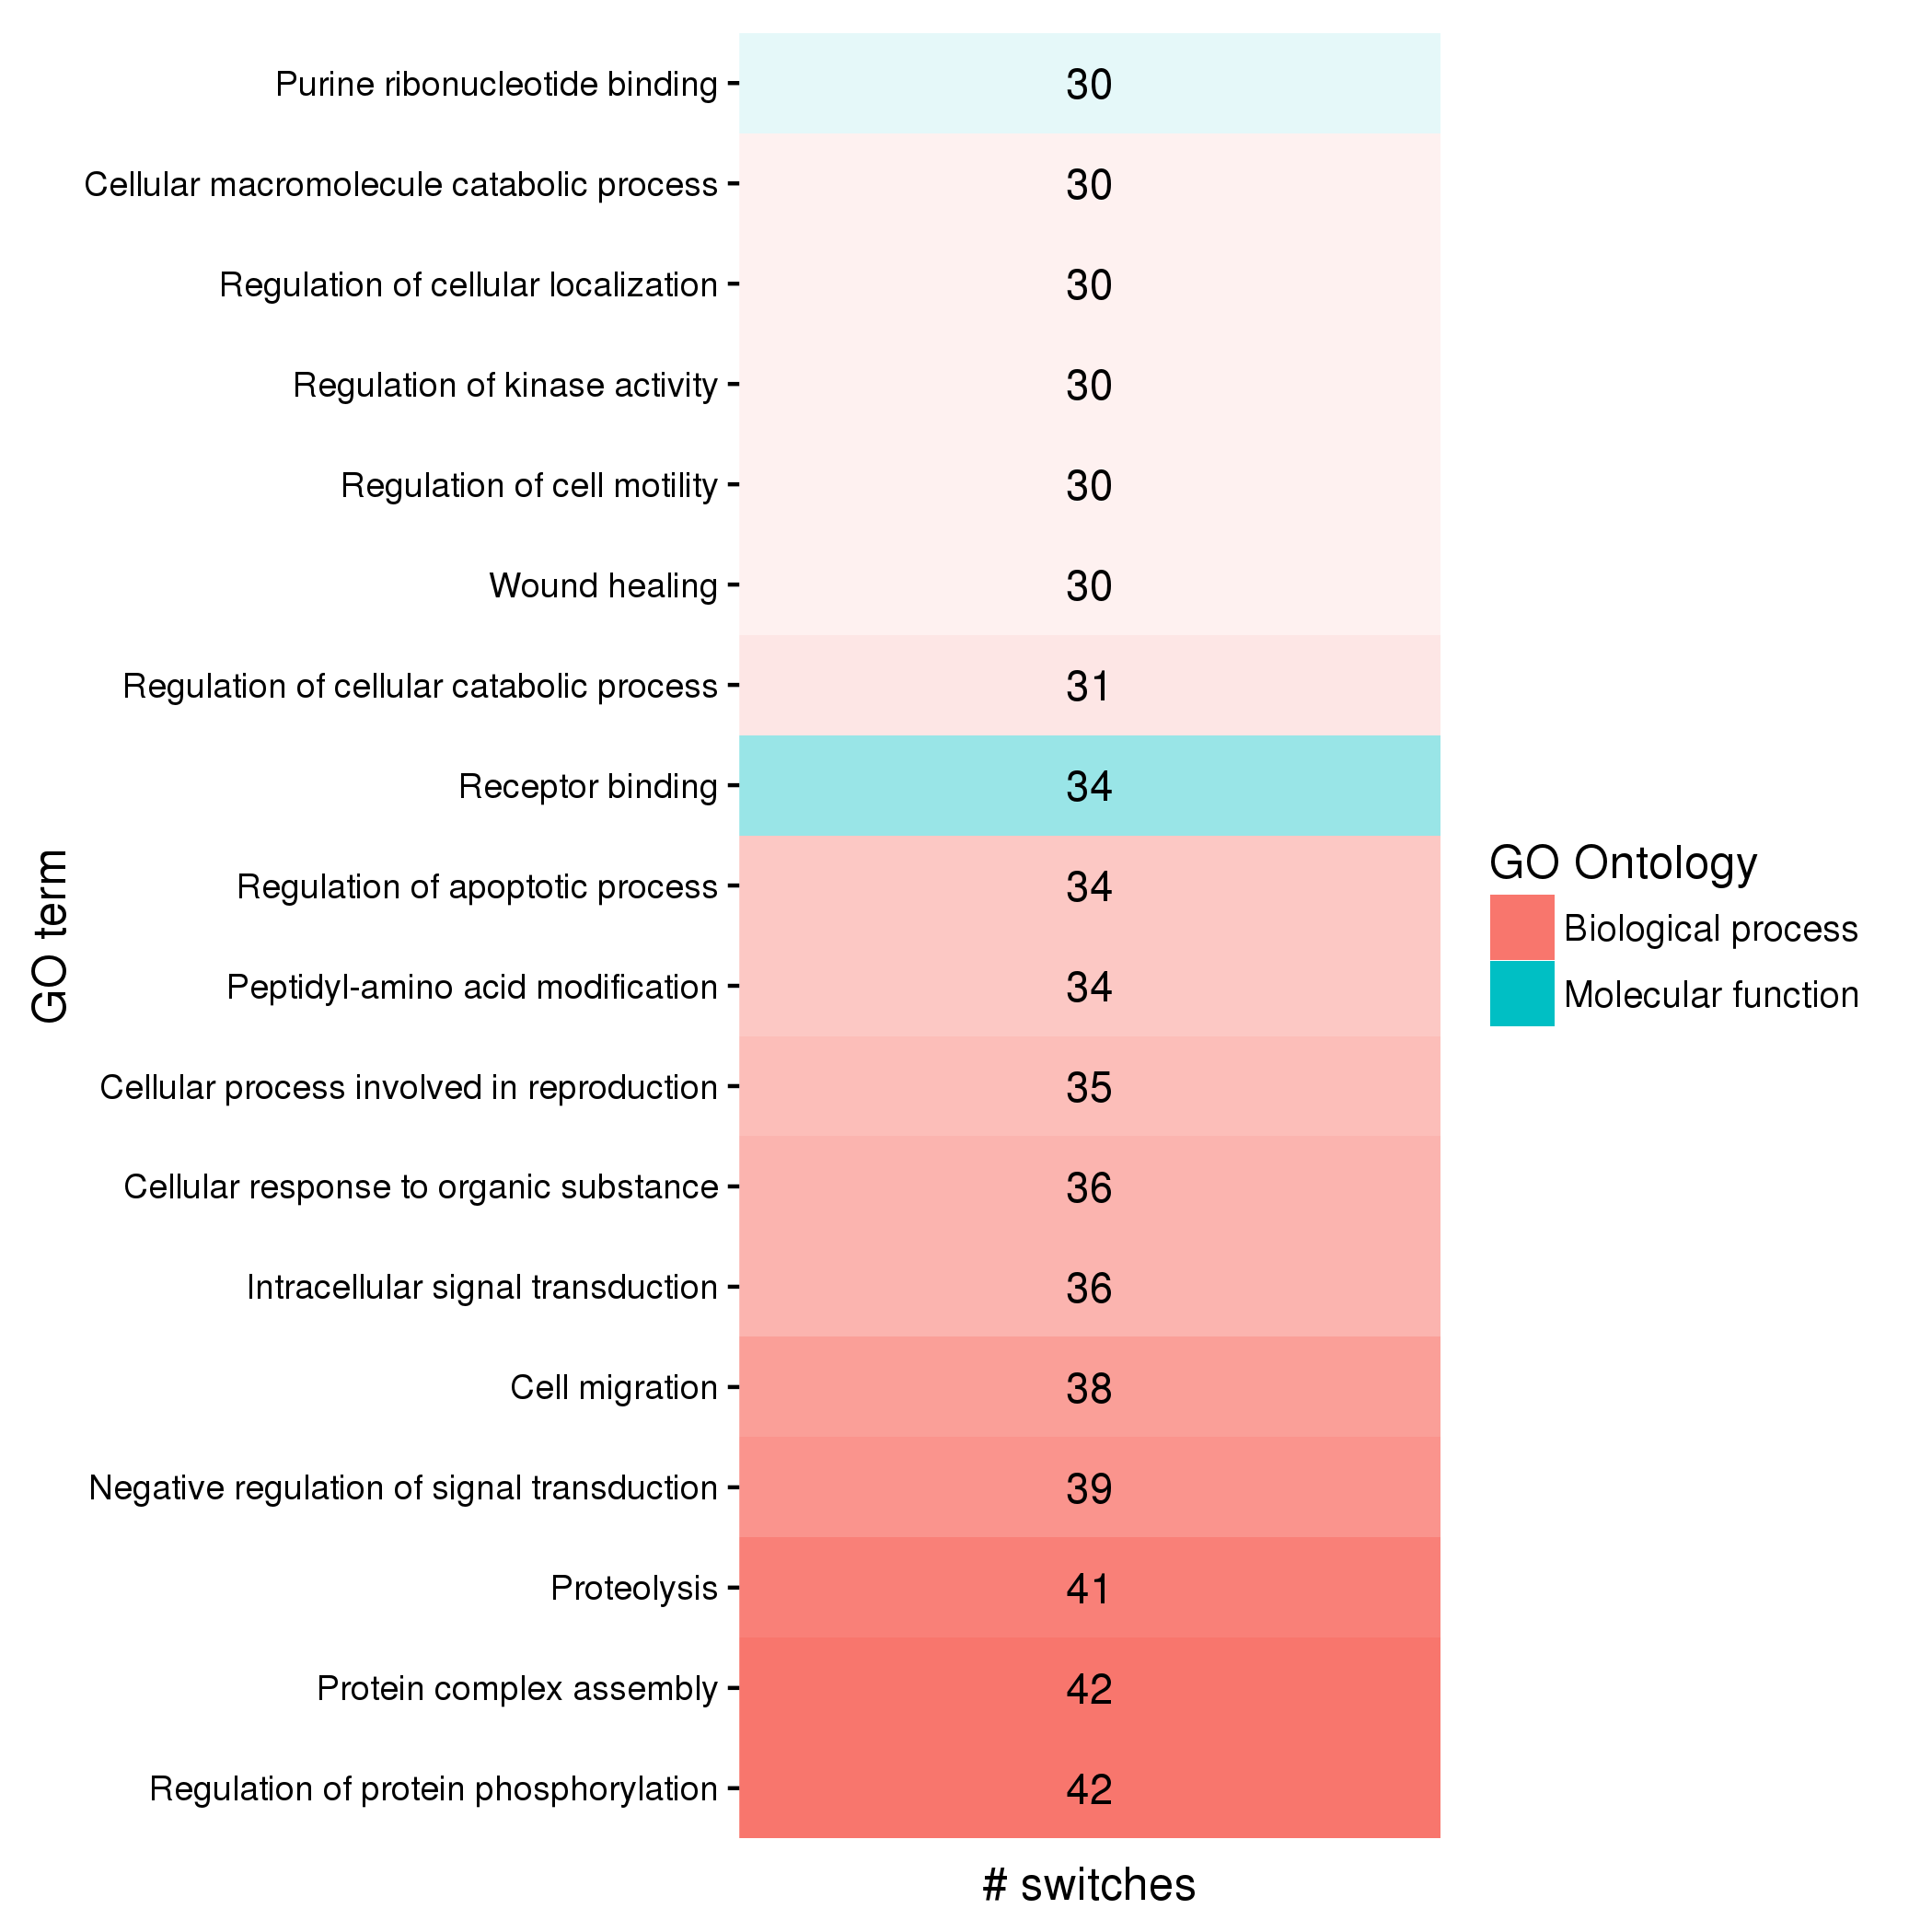 Purine ribonucleotide binding 30
Cellular macromolecule catabolic process 30
Regulation of cellular localization 30
Regulation of kinase activity 30
Regulation of cell motility 30
Wound healing 30
Regulation of cellular catabolic process 31
Receptor binding 34
Regulation of apoptotic process 34
Peptidyl-amino acid modification 34
Cellular process involved in reproduction 35
Cellular response to organic substance 36
Intracellular signal transduction 36
Cell migration 38
Negative regulation of signal transduction 39
Proteolysis 41
Protein complex assembly 42
Regulation of protein phosphorylation 42
GO term
# switches
GO Ontology
Biological process
Molecular function